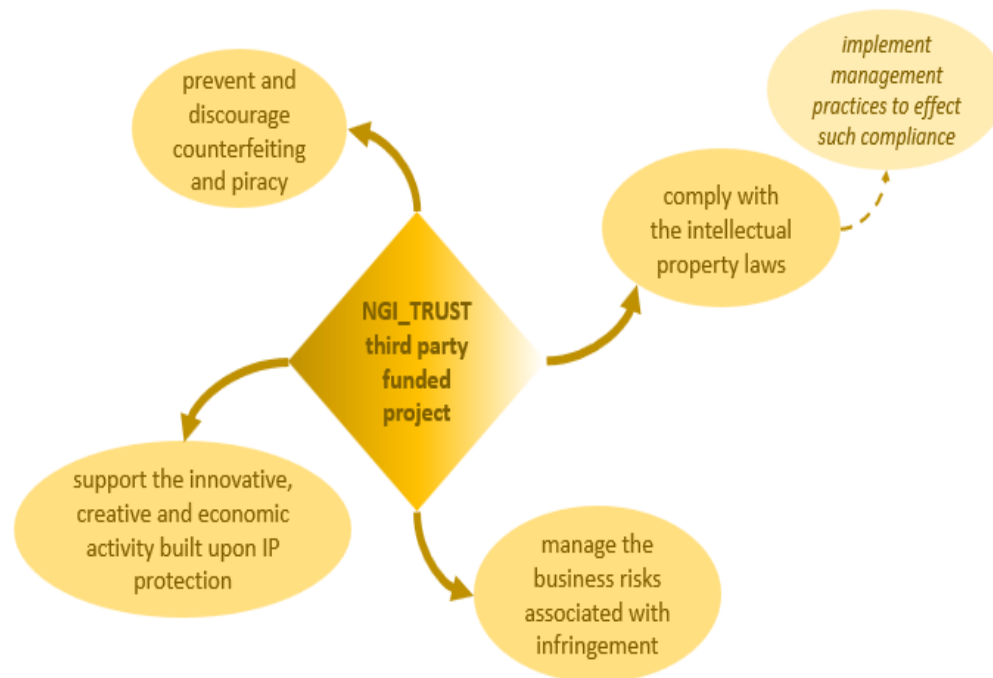 prevent and
discourage
counterfeiting
and piracy
implement
management
practices to effect
such compliance
comply with
the intellectual
property laws
NGI_TRUST
third party
funded
project
support the innovative,
creative and economic
activity built upon IP
protection
manage the
business risks
associated with
infringement